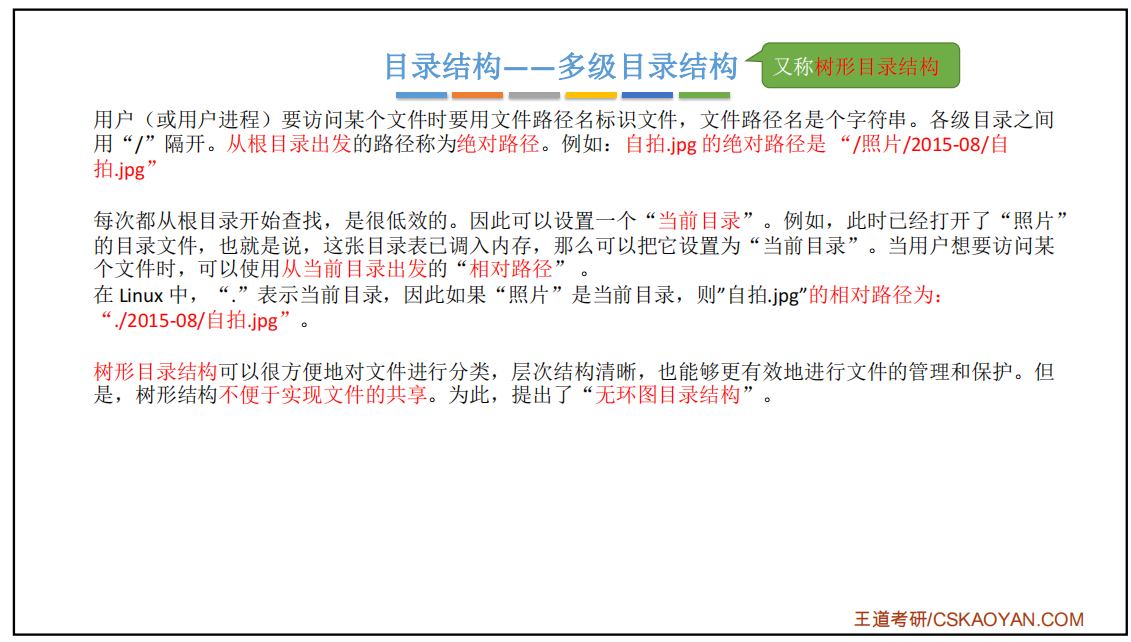 目录结构——多级目录结构
又称树形目录结构
用户（或用户进程）要访问某个文件时要用文件路径名标识文件，文件路径名是个字符串。各级目录之间
用“/”隔开。从根目录出发的路径称为绝对路径。例如：自拍.jpg 的绝对路径是 “/照片/2015-08/自
拍.jpg”
每次都从根目录开始查找，是很低效的。因此可以设置一个“当前目录”。例如，此时已经打开了“照片”
的目录文件，也就是说，这张目录表已调入内存，那么可以把它设置为“当前目录”。当用户想要访问某
个文件时，可以使用从当前目录出发的“相对路径” 。
在 Linux 中，“.”表示当前目录，因此如果“照片”是当前目录，则”自拍.jpg”的相对路径为：
“./2015-08/自拍.jpg”。
树形目录结构可以很方便地对文件进行分类，层次结构清晰，也能够更有效地进行文件的管理和保护。但
是，树形结构不便于实现文件的共享。为此，提出了“无环图目录结构”。
王道考研/CSKAOYAN.COM